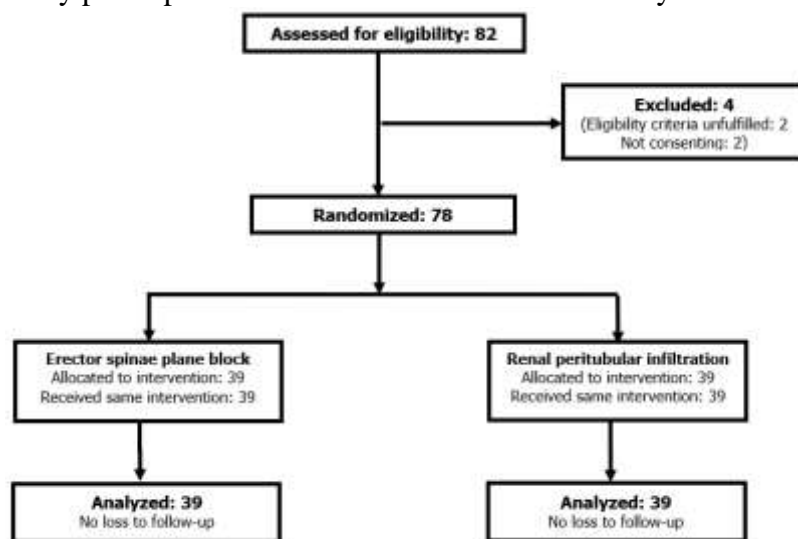 Assessed for eligibility: 82
Excluded: 4
(Eligibility criteria unfulfilled: 2
Not consenting: 2)
Randomized: 78
Erector spinae plane block
Allocated to intervention: 39
Received same intervention: 39
Renal peritubular infiltration
Allocated to intervention: 39
Received same intervention: 39
Analyzed: 39
No loss to follow-up
Analyzed: 39
No loss to follow-up